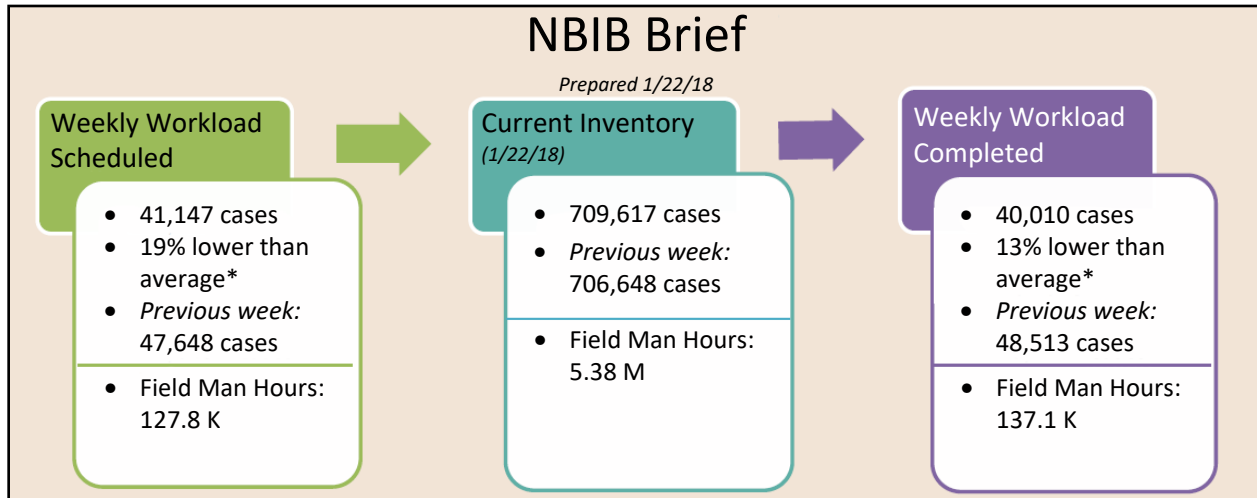 NBIB Brief
Prepared 1/22/18
Weekly Workload
Scheduled
• 41,147 cases
• 19% lower than
average*
• Previous week:
47,648 cases
• Field Man Hours:
127.8 K
Current Inventory
(1/22/18)
• 709,617 cases
• Previous week:
706,648 cases
• Field Man Hours:
5.38 M
Weekly Workload
Completed
• 40,010 cases
• 13% lower than
average*
• Previous week:
48,513 cases
• Field Man Hours:
137.1 K